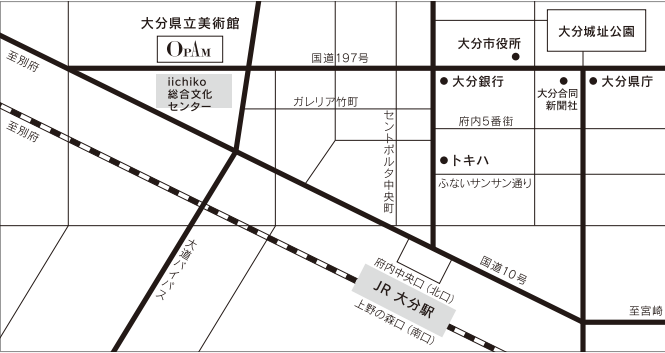 大分県立美術館
OPAM
iichiko
総合文化
センター
国道197号
大分市役所
大分城址公園
至別府
至別府
大分銀行
大分合同
新聞社
大分県庁
ガレリア竹町
セントポルタ中央町
府内5番街
トキハ
ふないサンサン通り
大道バイパス
府内中央口（北口）
JR 大分駅
上野の森口（南口）
国道10号
至宮崎